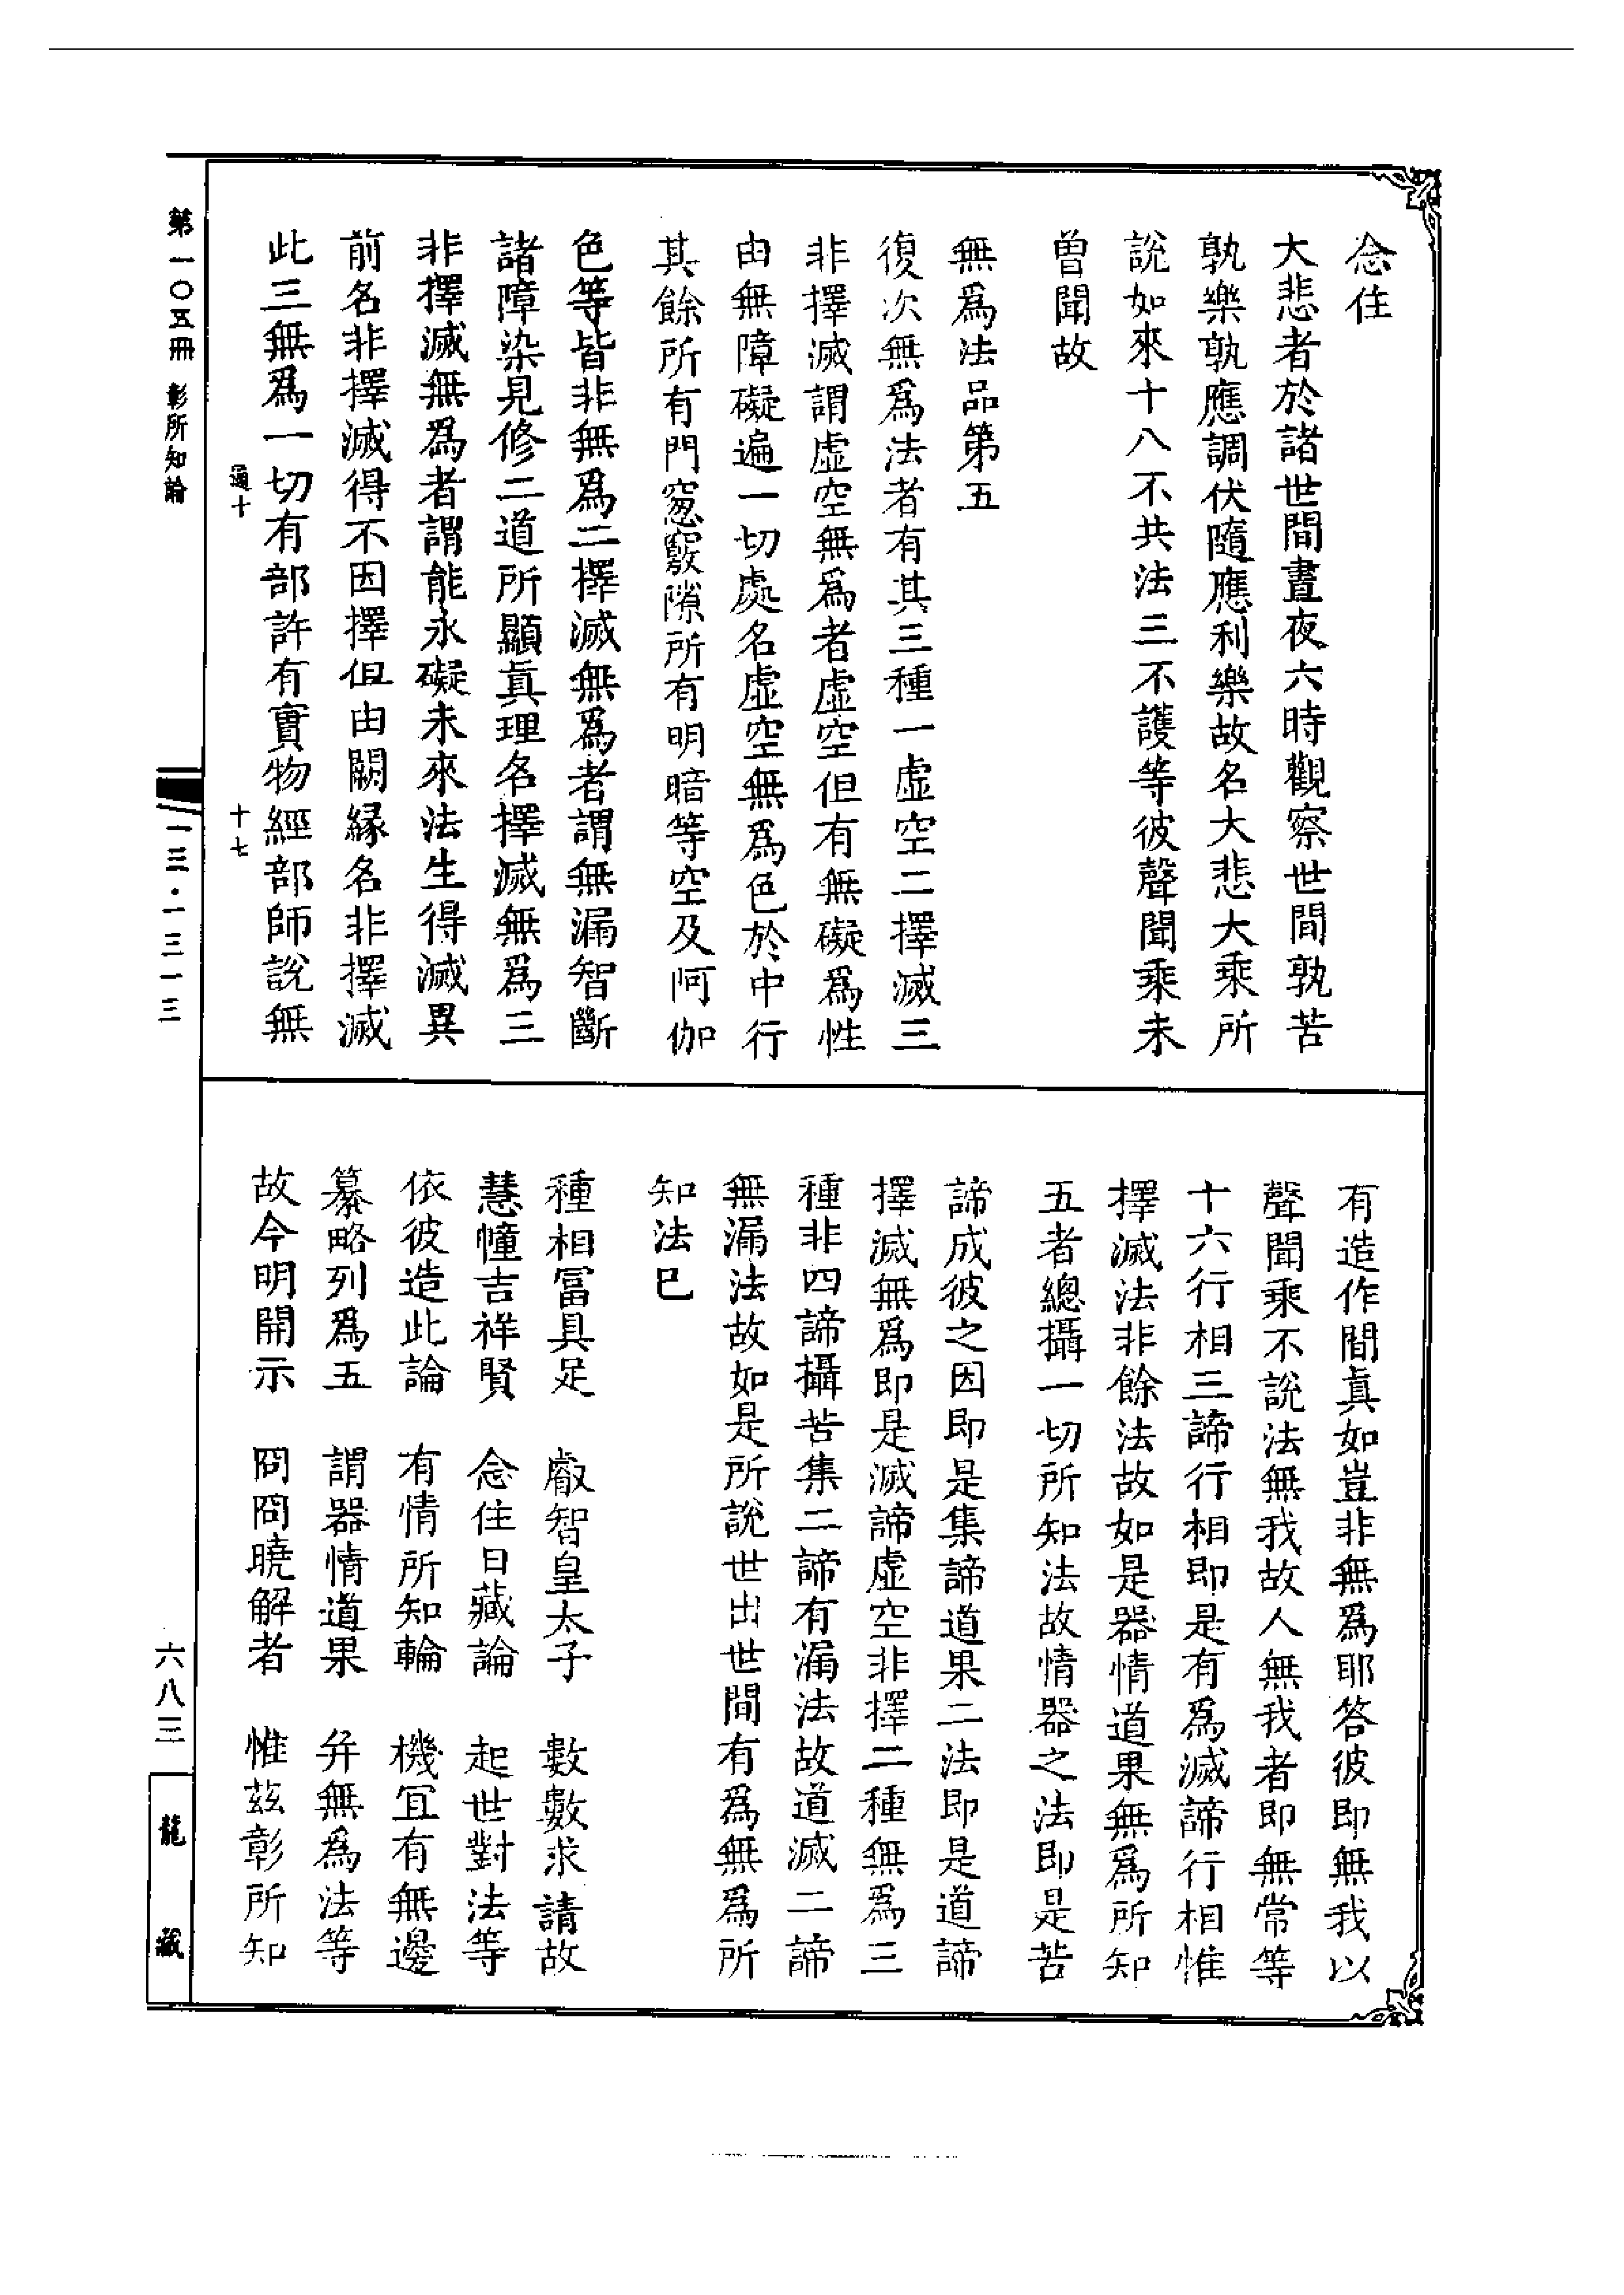 念住
大悲者於諸世間晝夜六時觀察世間孰苦
孰樂孰應調伏隨應利樂故名大悲大乘所
說如來十八不共法三不護等彼聲聞乘未
曾聞故
無爲法品第五
復次無爲法者有其三種一虛空二擇滅三
非擇滅謂虛空無爲者虛空但有無礙爲性
由無障礙遍一切處名虛空無爲色於中行
其餘所有門窓竅隙所有明暗等空及阿伽
色等皆非無爲二擇滅無爲者謂無漏智斷
諸障染見修二道所顯真理名擇滅無爲三
非擇滅無爲者謂能永礙未來法生得滅異
前名非擇滅得不因擇但由闕緣名非擇滅
此三無爲一切有部許有實物經部師說無
通十
十七
有造作間真如豈非無爲耶答彼即無我以
聲聞乘不說法無我故人無我者即無常等
十六行相三諦行相即是有爲滅諦行相惟
擇滅法非餘法故如是器情道果無爲所知
五者總攝一切所知法故情器之法即是苦
諦成彼之因即是集諦道果二法即是道諦
擇滅無爲即是滅諦虛空非擇二種無爲三
種非四諦攝苦集二諦有漏法故道滅二諦
無漏法故如是所說世出世間有爲無爲所
知法已
種相富具足　叡智皇太子　數數求請故
慧幢吉祥賢　念住日藏論　起世對法等
依彼造此論　有情所知輪　機宜有無邊
纂略列爲五　謂器情道果　弁無爲法等
故今明開示　冏冏曉解者　惟茲彰所知
第一〇五冊　彰所知論
一三·一三一三
六八三
龍藏